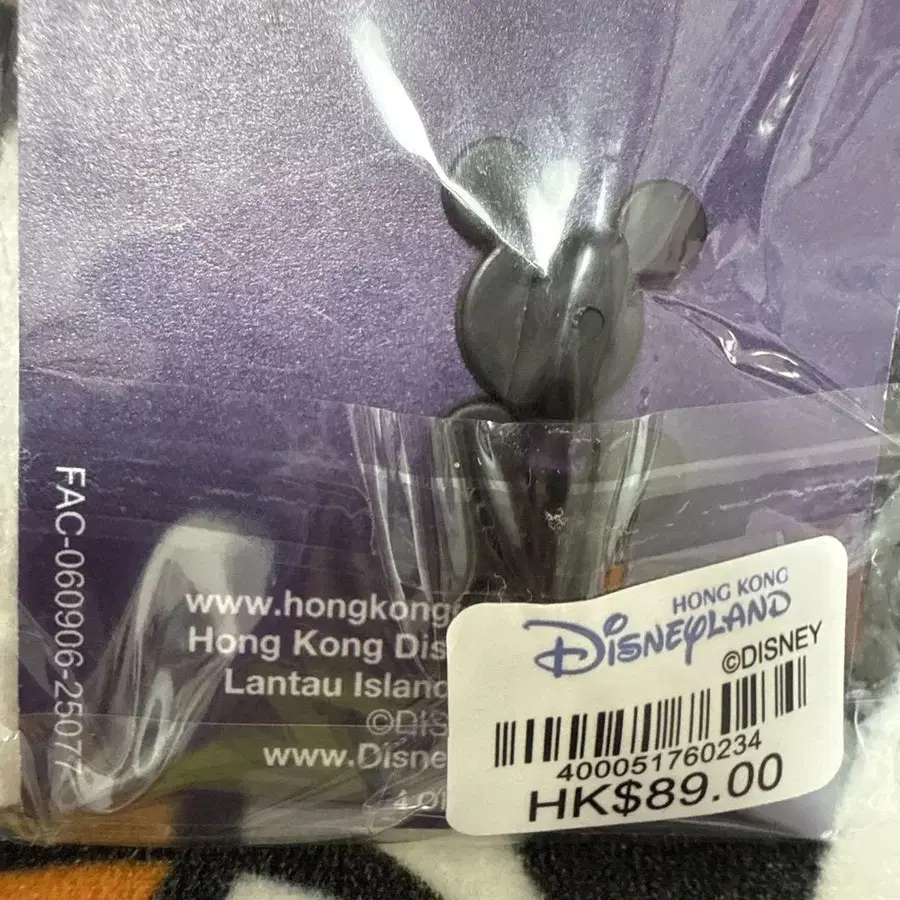 FAC-060906-25077
www.hongkong
Hong Kong Dis
Lantau Island
©DIS
www.Disne
HONG KONG
DISNEYLAND
©DISNEY
400051760234
HK$89.00